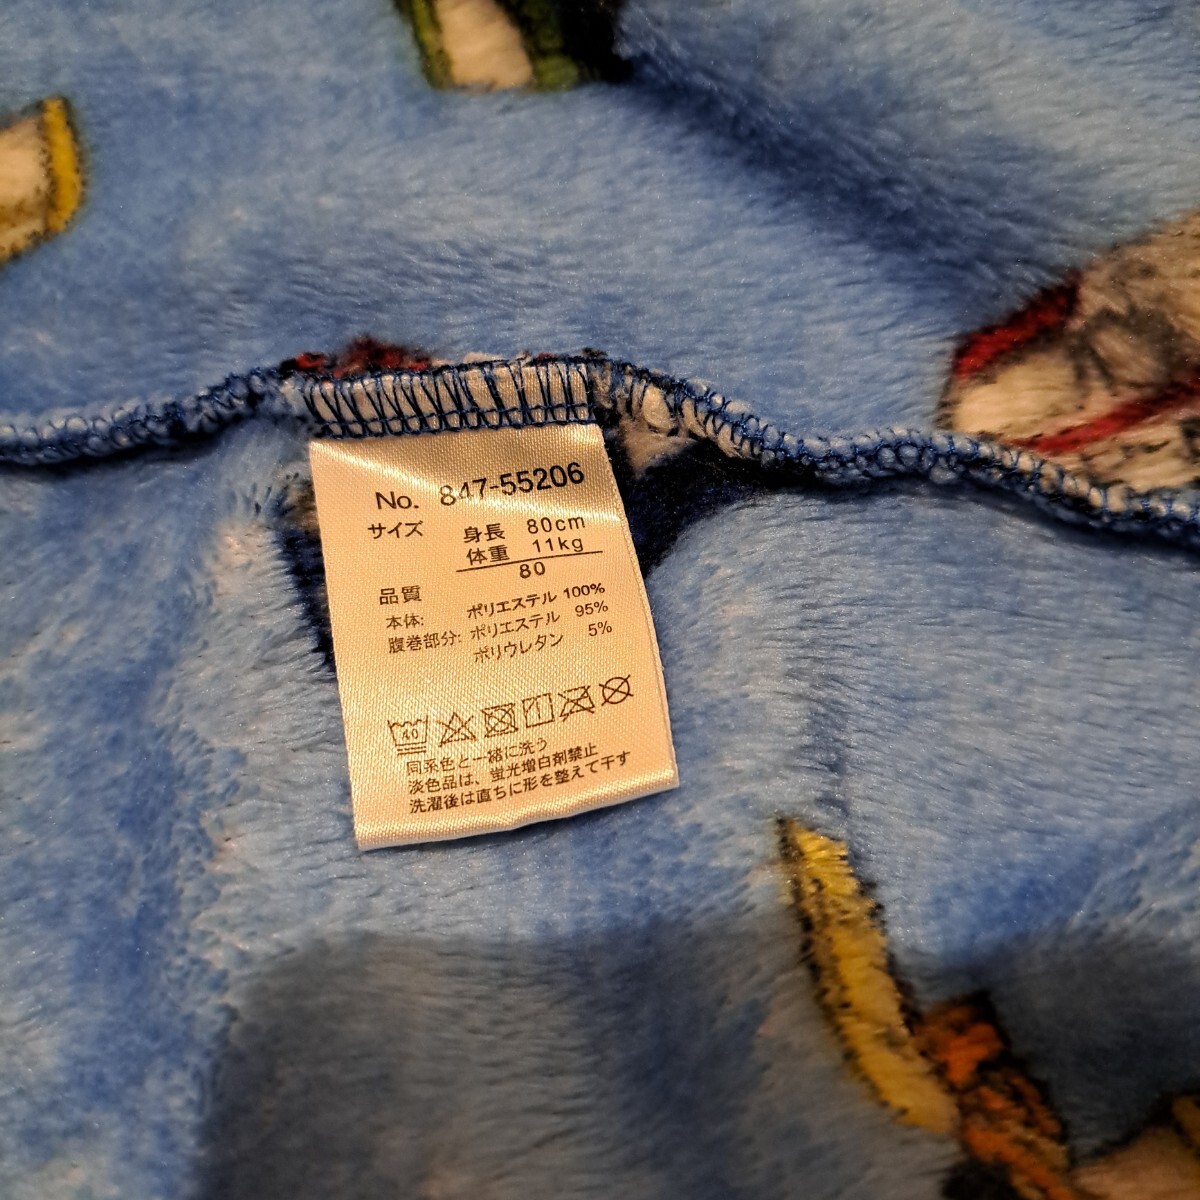 No. 847-55206
サイズ 身長 80cm
体重 11kg
80
品質
本体: ポリエステル 100%
腹巻部分: ポリエステル 95%
ポリウレタン 5%
40
同系色と一緒に洗う
淡色品は、蛍光増白剤禁止
洗濯後は直ちに形を整えて干す